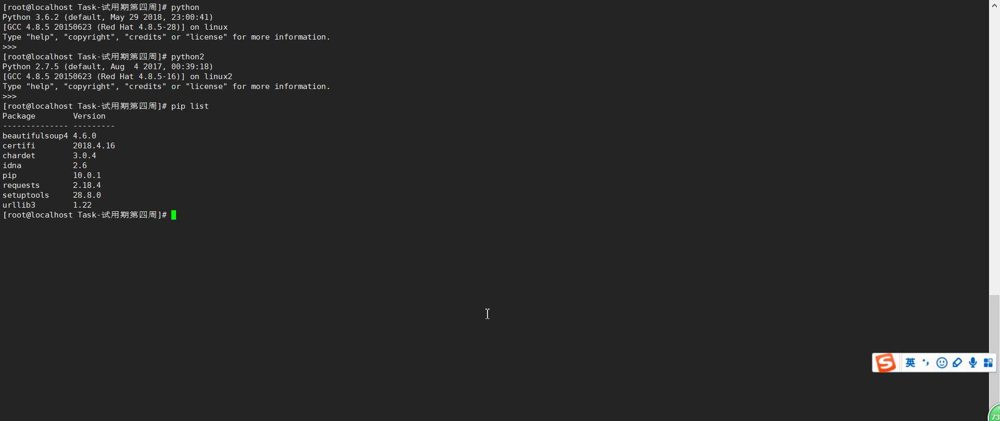 [root@localhost Task-试用期第四周]# python
Python 3.6.2 (default, May 29 2018, 23:00:41)
[GCC 4.8.5 20150623 (Red Hat 4.8.5-28)] on linux
Type "help", "copyright", "credits" or "license" for more information.
>>>
[root@localhost Task-试用期第四周]# python2
Python 2.7.5 (default, Aug  4 2017, 00:39:18)
[GCC 4.8.5 20150623 (Red Hat 4.8.5-16)] on linux2
Type "help", "copyright", "credits" or "license" for more information.
>>>
[root@localhost Task-试用期第四周]# pip list
Package        Version
-------------- ---------
beautifulsoup4 4.6.0
certifi        2018.4.16
chardet        3.0.4
idna           2.6
pip            10.0.1
requests       2.18.4
setuptools     28.8.0
urllib3        1.22
[root@localhost Task-试用期第四周]#
英
73